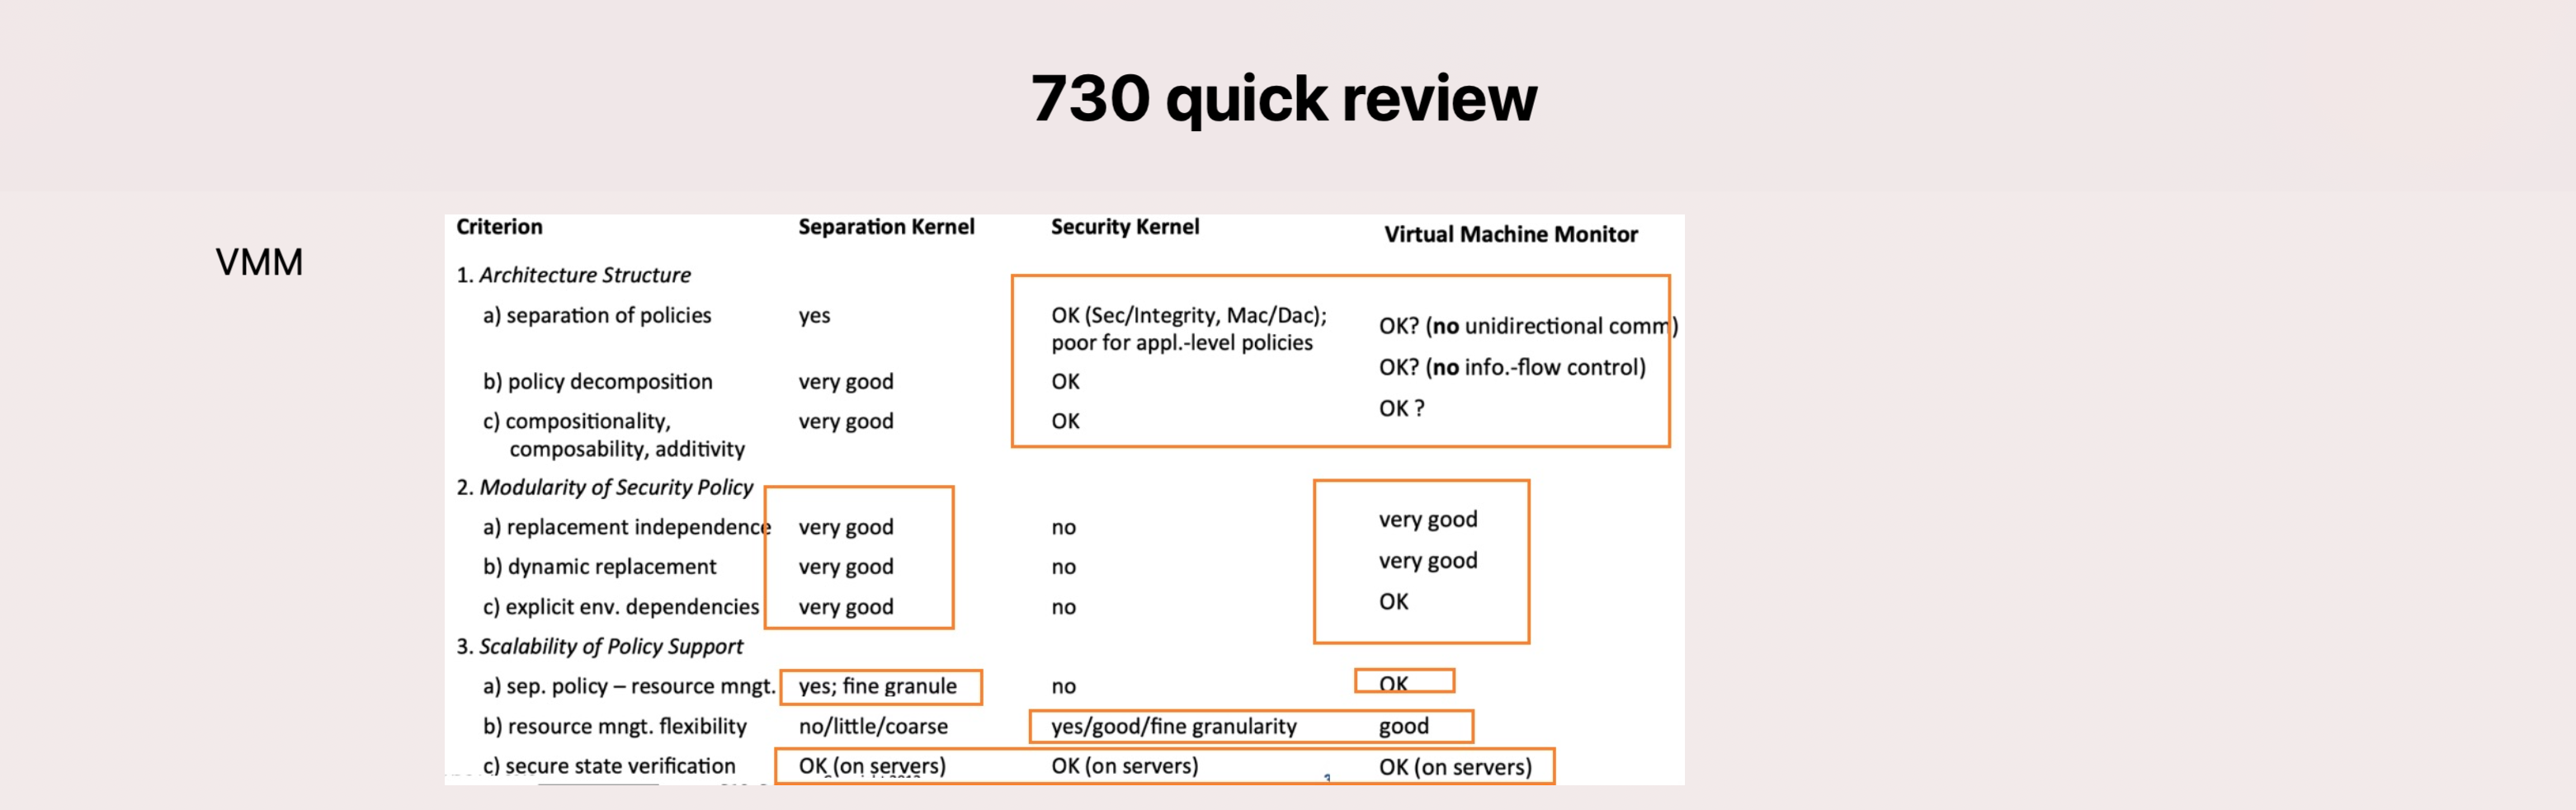 730 quick review
VMM
Criterion Separation Kernel Security Kernel Virtual Machine Monitor
1. Architecture Structure
a) separation of policies yes OK (Sec/Integrity, Mac/Dac); OK? (no unidirectional comm)
poor for appl.-level policies
OK? (no info.-flow control)
b) policy decomposition very good OK
OK ?
c) compositionality, very good OK
composability, additivity
2. Modularity of Security Policy
a) replacement independence very good no very good
b) dynamic replacement very good no very good
c) explicit env. dependencies very good no OK
3. Scalability of Policy Support
a) sep. policy – resource mngt. yes; fine granule no OK
b) resource mngt. flexibility no/little/coarse yes/good/fine granularity good
c) secure state verification OK (on servers) OK (on servers) OK (on servers)